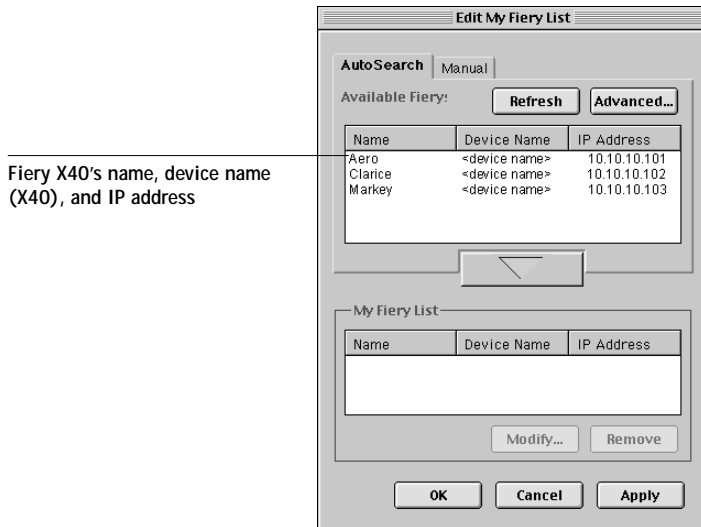 Edit My Fiery List
AutoSearch Manual
Available Fierys
Refresh Advanced...
Name Device Name IP Address
Aero <device name> 10.10.10.101
Clarice <device name> 10.10.10.102
Markey <device name> 10.10.10.103
Fiery X40’s name, device name
(X40), and IP address
My Fiery List
Name Device Name IP Address
Modify... Remove
OK Cancel Apply